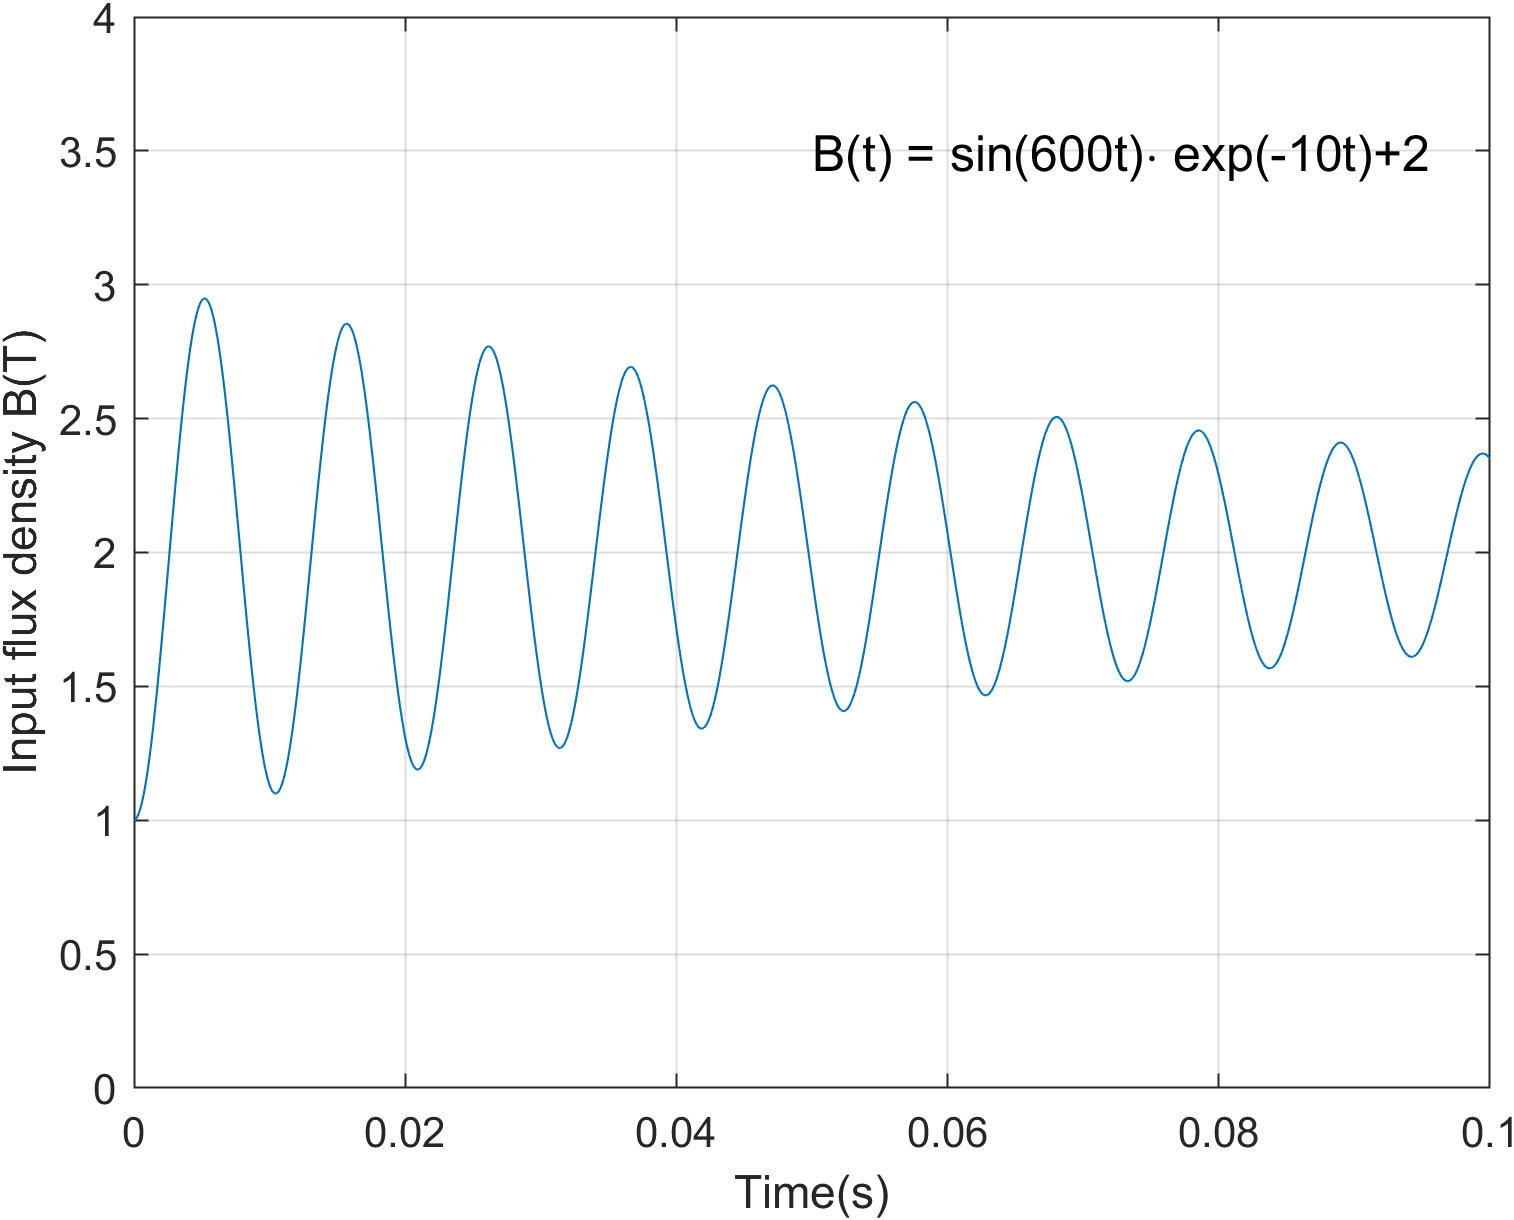 4
3.5
B(t) = sin(600t)· exp(-10t)+2
3
2.5
2
1.5
1
0.5
0
Input flux density B(T)
0 0.02 0.04 0.06 0.08 0.1
Time(s)